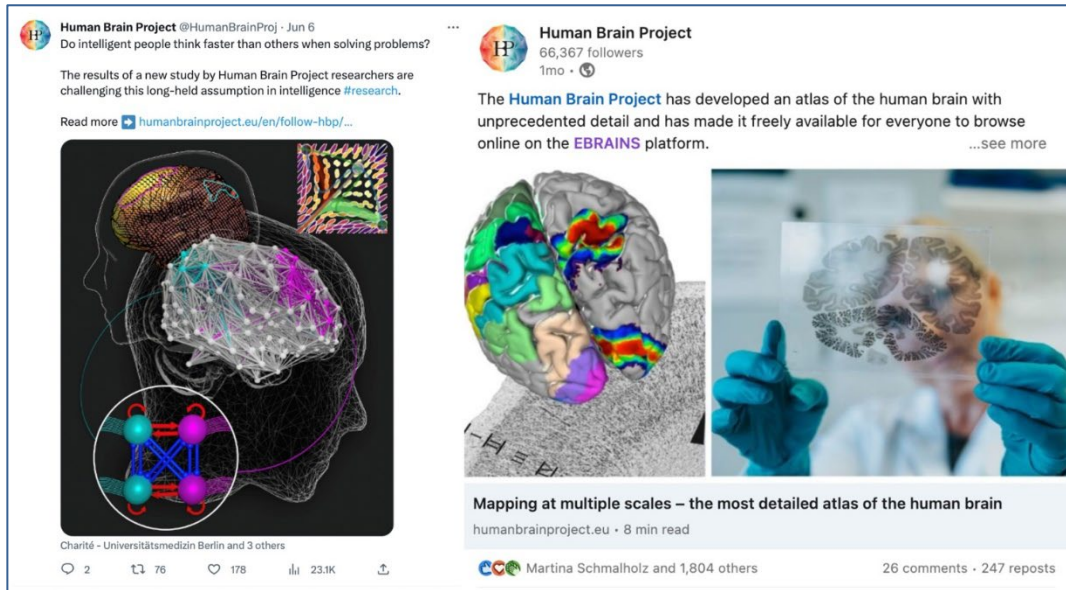 Human Brain Project @HumanBrainProj · Jun 6
Do intelligent people think faster than others when solving problems?
The results of a new study by Human Brain Project researchers are
challenging this long-held assumption in intelligence #research.
Read more ➡ humanbrainproject.eu/en/follow-hbp/...
Charité - Universitätsmedizin Berlin and 3 others
2 76 178 23.1K
HP
Human Brain Project
66,367 followers
1mo •
The Human Brain Project has developed an atlas of the human brain with
unprecedented detail and has made it freely available for everyone to browse
online on the EBRAINS platform. ...see more
Mapping at multiple scales – the most detailed atlas of the human brain
humanbrainproject.eu • 8 min read
Martina Schmalholz and 1,804 others 26 comments · 247 reposts